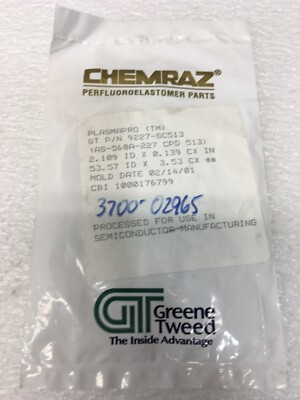 CHEMRAZ®
PERFLUOROELASTOMER PARTS
PLASMAPRO (TM)
GT P/N 9227-SC513
(AS-568A-227 CPD 513)
2.109 ID X 0.139 CX IN
53.57 ID X 3.53 CX mm
MOLD DATE 02/14/01
CBI 1000176799
3700-02965
PROCESSED FOR USE IN
SEMICONDUCTOR MANUFACTURING
GT Greene
Tweed
The Inside Advantage